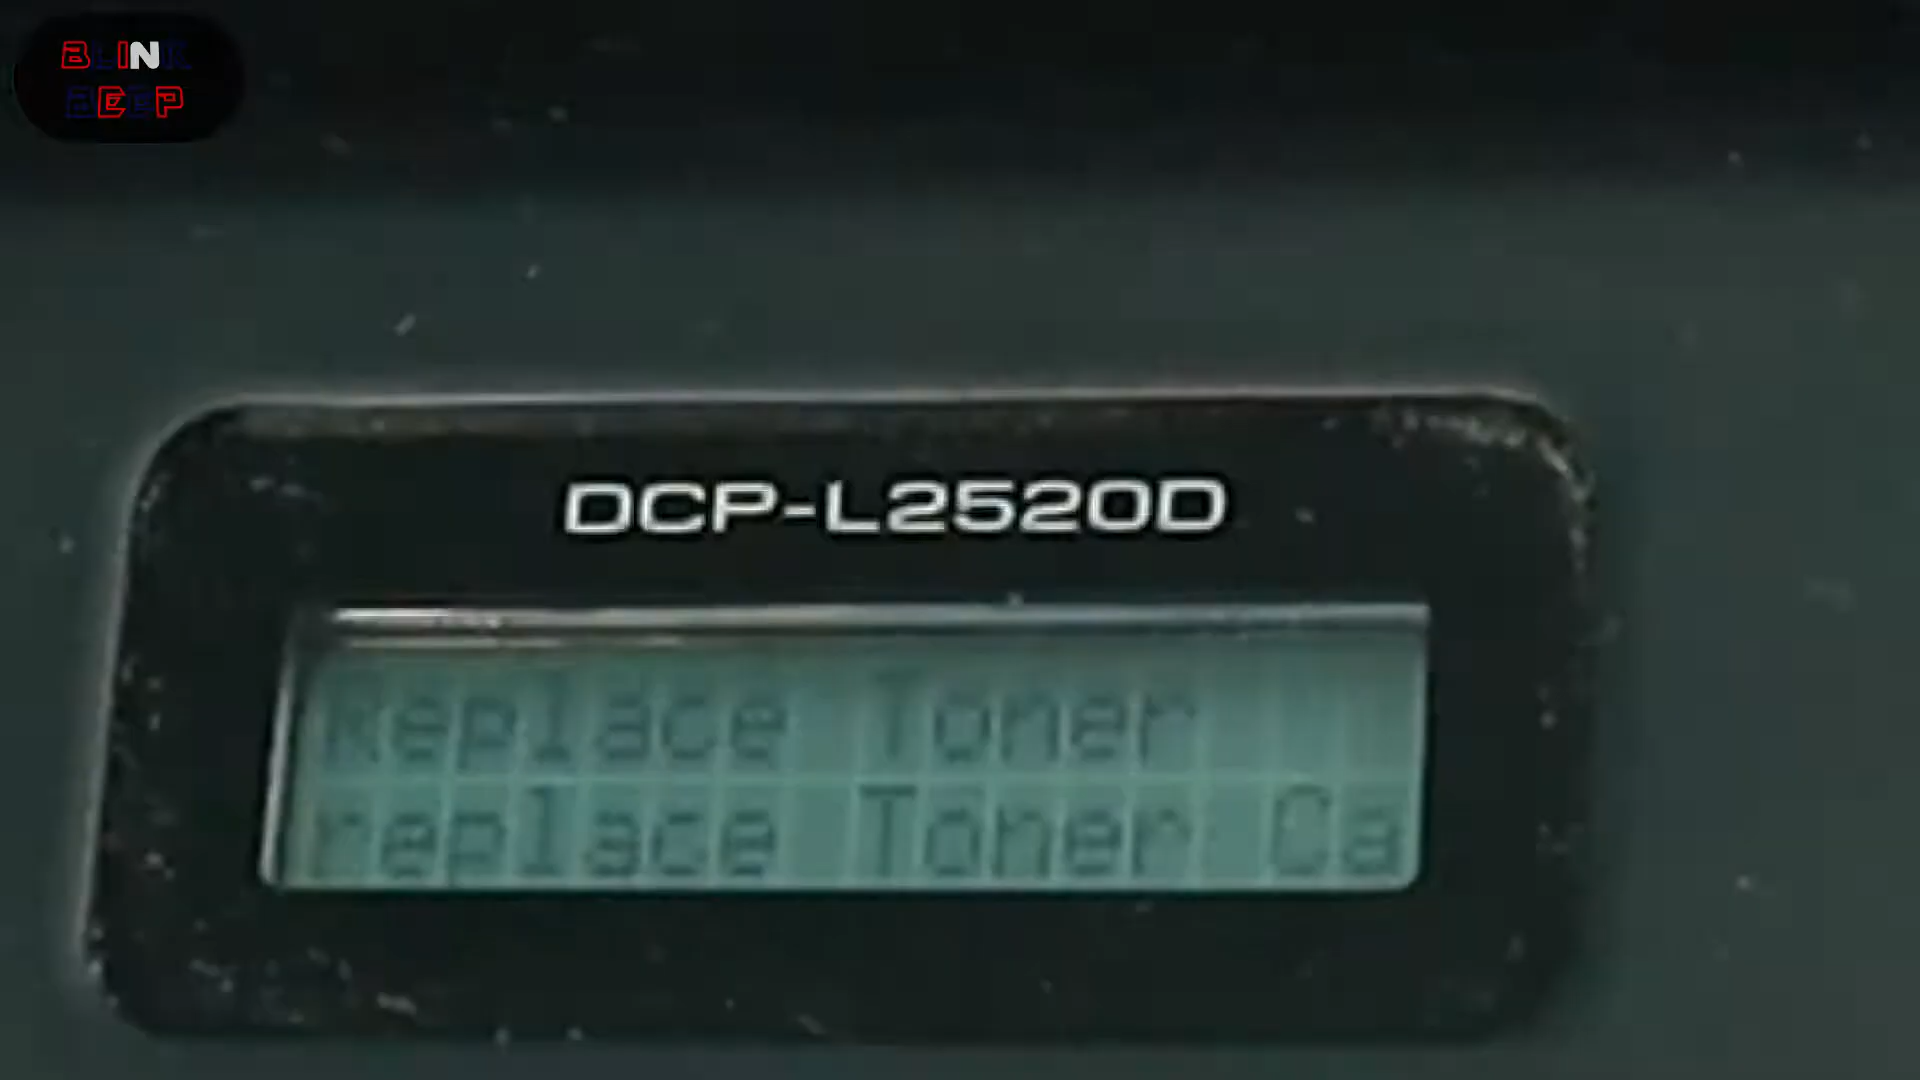 BLINK
BEEP
DCP-L2520D
Replace Toner
replace Toner Ca